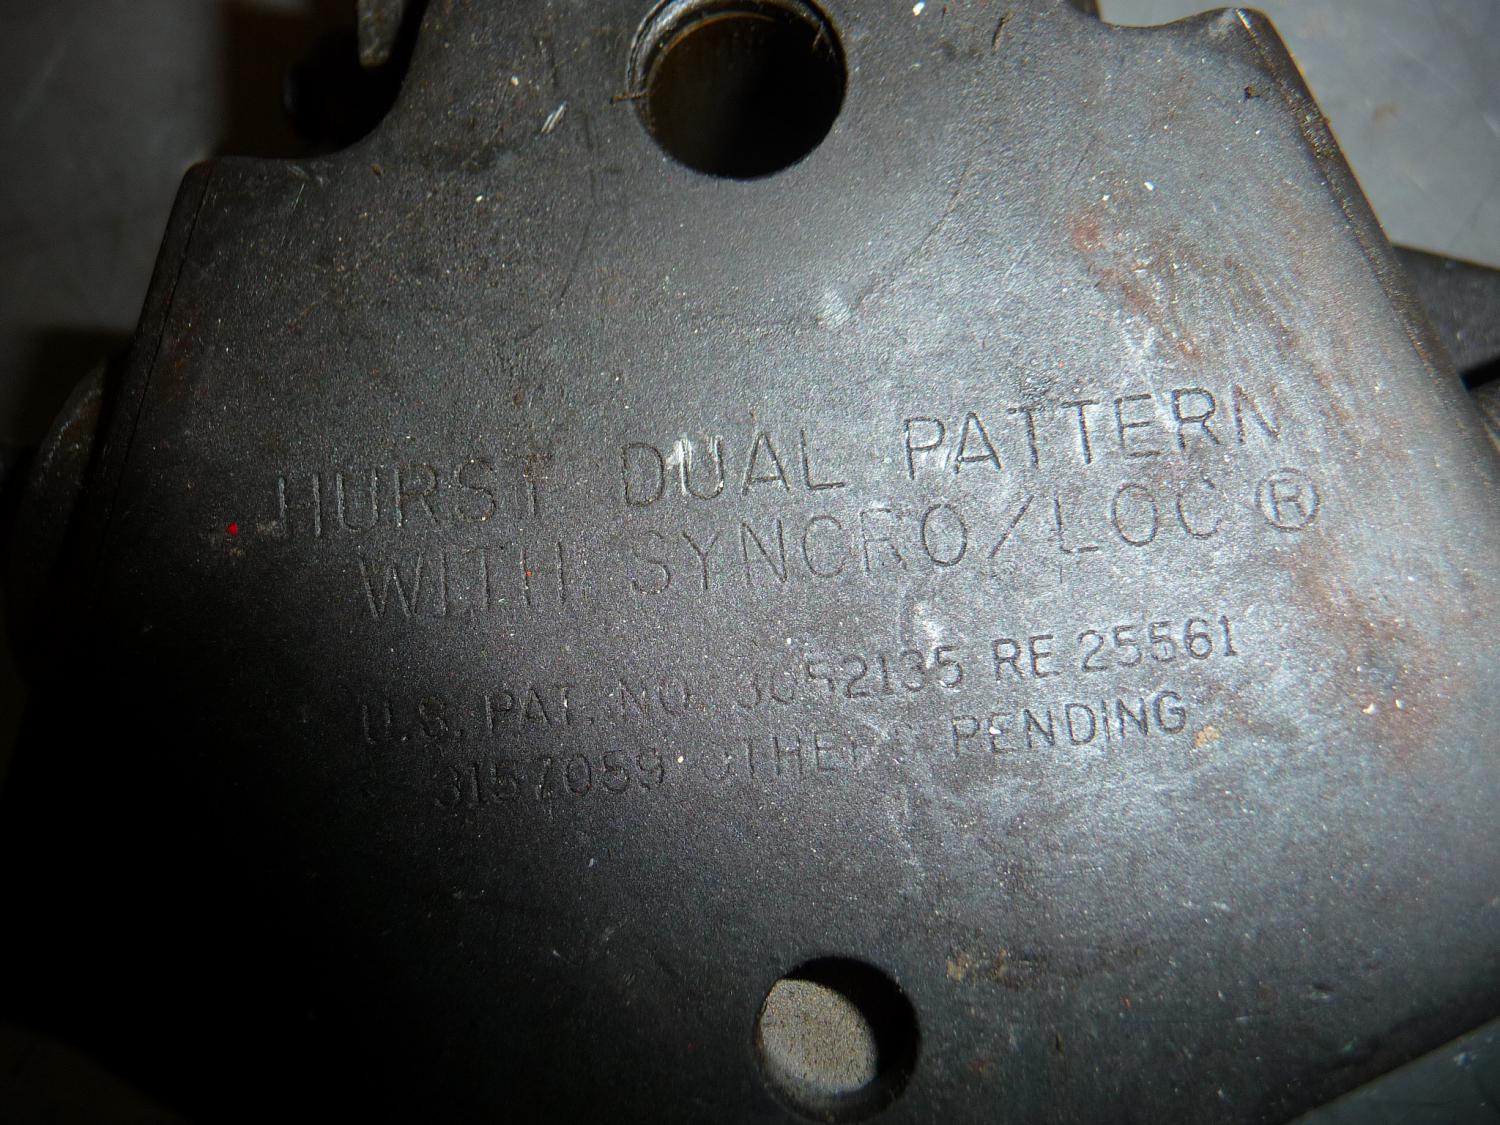 HURST DUAL PATTERN
WITH SYNCRO/LOC ®
U.S. PAT. NO. 3052135 RE 25561
3157059 OTHERS PENDING